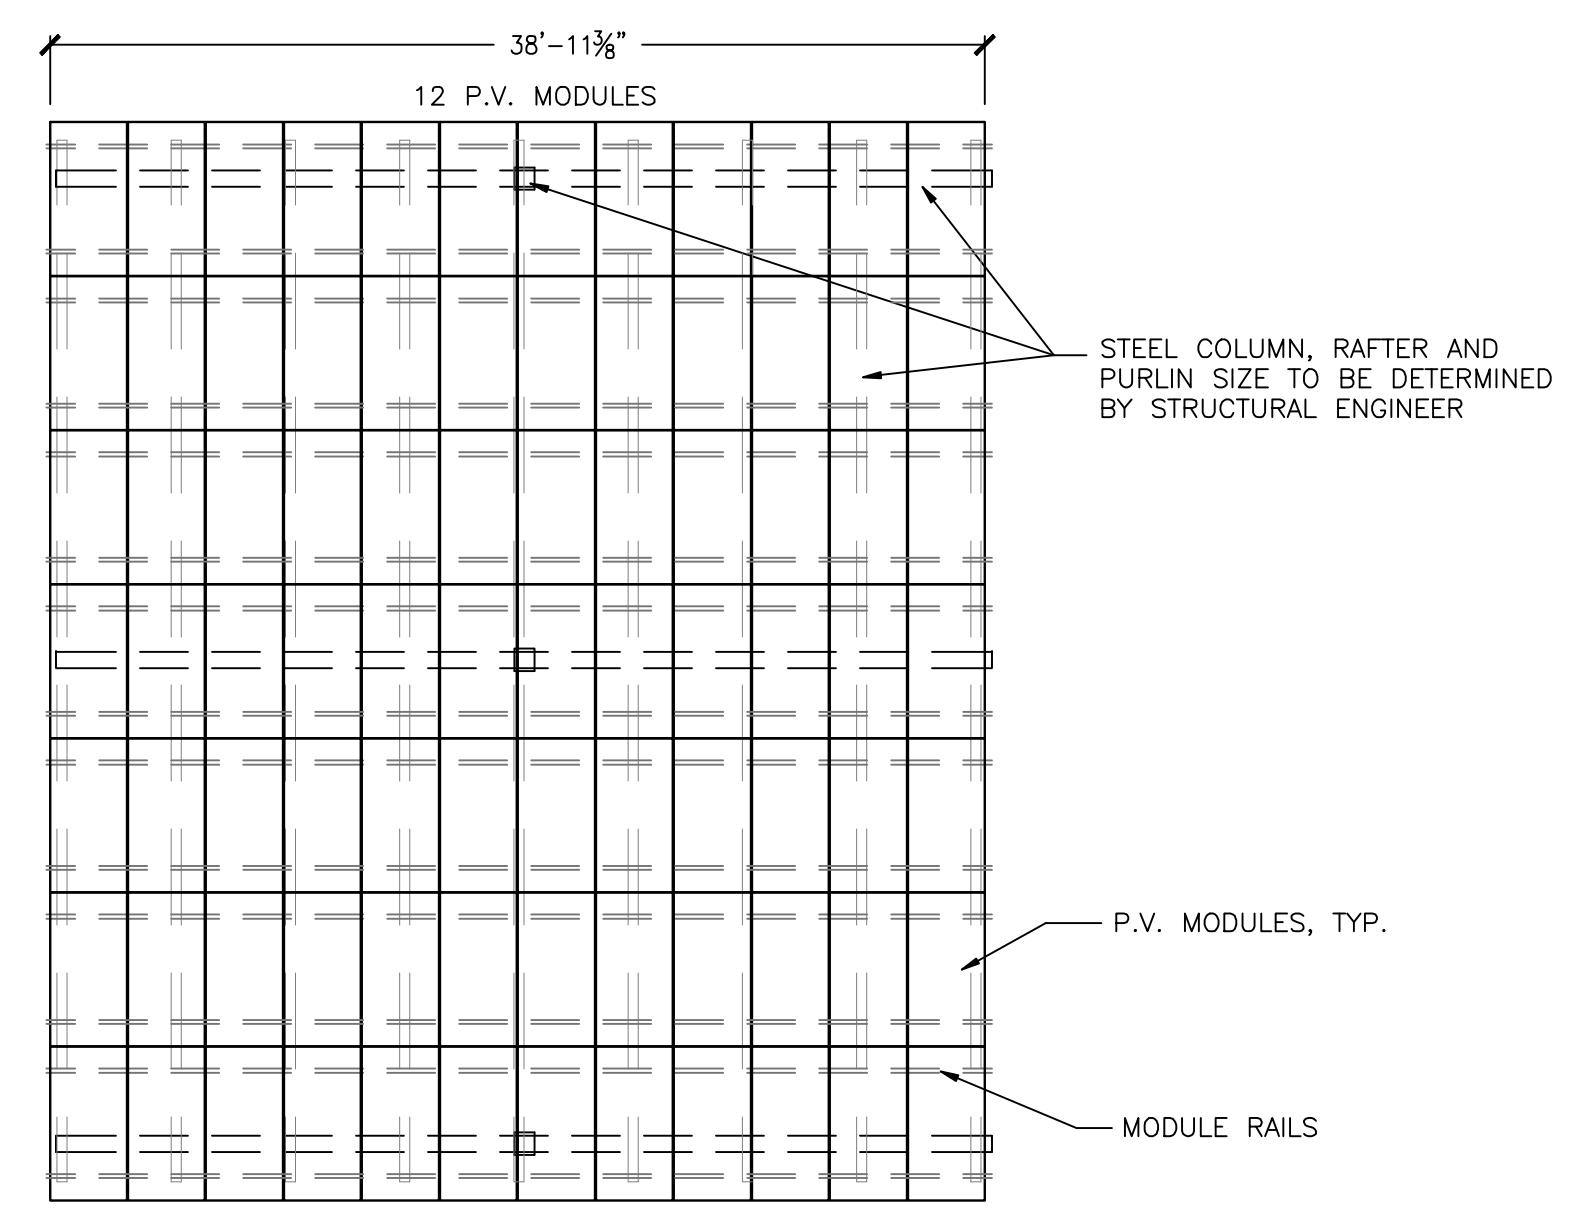 38'-11⅜"
12 P.V. MODULES
STEEL COLUMN, RAFTER AND
PURLIN SIZE TO BE DETERMINED
BY STRUCTURAL ENGINEER
P.V. MODULES, TYP.
MODULE RAILS